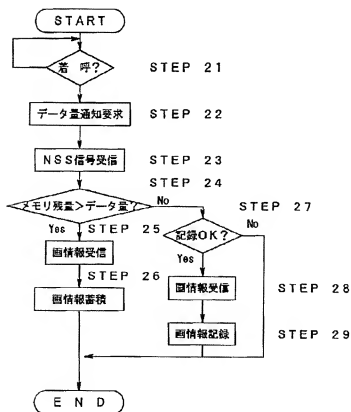 START
着 呼? STEP 21
データ量通知要求 STEP 22
NSS信号受信 STEP 23
STEP 24
メモリ残量>データ量? No STEP 27
Yes STEP 25 記録OK? No
画情報受信 Yes
STEP 26
画情報受信 STEP 28
画情報蓄積
画情報記録 STEP 29
END